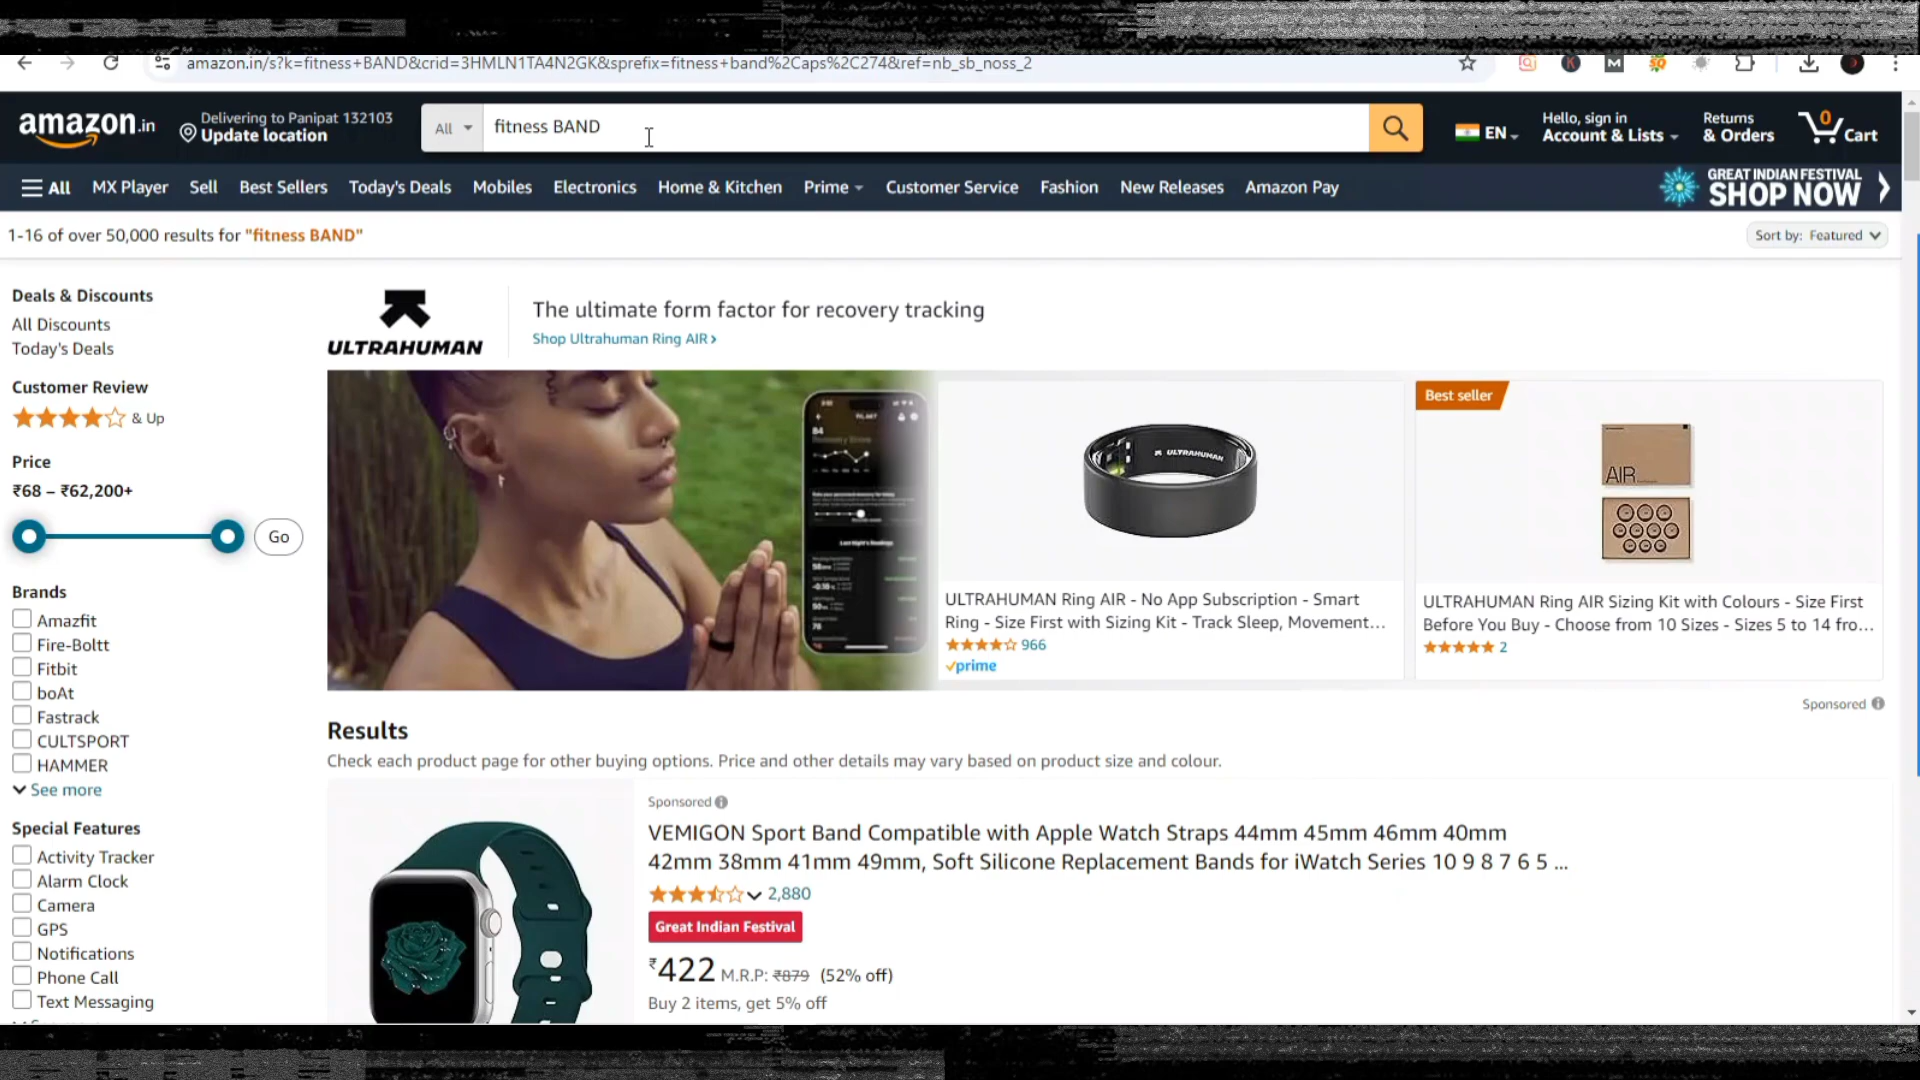 amazon.in/s?k=fitness+BAND&crid=3HMLN1TA4N2GK&sprefix=fitness+band%2Caps%2C274&ref=nb_sb_noss_2
amazon.in
Delivering to Panipat 132103
Update location
All
fitness BAND
EN
Hello, sign in
Account & Lists
Returns
& Orders
0
Cart
All
MX Player
Sell
Best Sellers
Today's Deals
Mobiles
Electronics
Home & Kitchen
Prime
Customer Service
Fashion
New Releases
Amazon Pay
GREAT INDIAN FESTIVAL
SHOP NOW
1-16 of over 50,000 results for "fitness BAND"
Sort by: Featured
Deals & Discounts
All Discounts
Today's Deals
Customer Review
& Up
Price
₹68 – ₹62,200+
Go
Brands
Amazfit
Fire-Boltt
Fitbit
boAt
Fastrack
CULTSPORT
HAMMER
See more
Special Features
Activity Tracker
Alarm Clock
Camera
GPS
Notifications
Phone Call
Text Messaging
ULTRAHUMAN
The ultimate form factor for recovery tracking
Shop Ultrahuman Ring AIR ›
84
ULTRAHUMAN
ULTRAHUMAN Ring AIR - No App Subscription - Smart
Ring - Size First with Sizing Kit - Track Sleep, Movement...
966
prime
Best seller
AIR
ULTRAHUMAN Ring AIR Sizing Kit with Colours - Size First
Before You Buy - Choose from 10 Sizes - Sizes 5 to 14 fro...
2
Sponsored
Results
Check each product page for other buying options. Price and other details may vary based on product size and colour.
Sponsored
VEMIGON Sport Band Compatible with Apple Watch Straps 44mm 45mm 46mm 40mm
42mm 38mm 41mm 49mm, Soft Silicone Replacement Bands for iWatch Series 10 9 8 7 6 5 ...
2,880
Great Indian Festival
₹422 M.R.P: ₹879 (52% off)
Buy 2 items, get 5% off